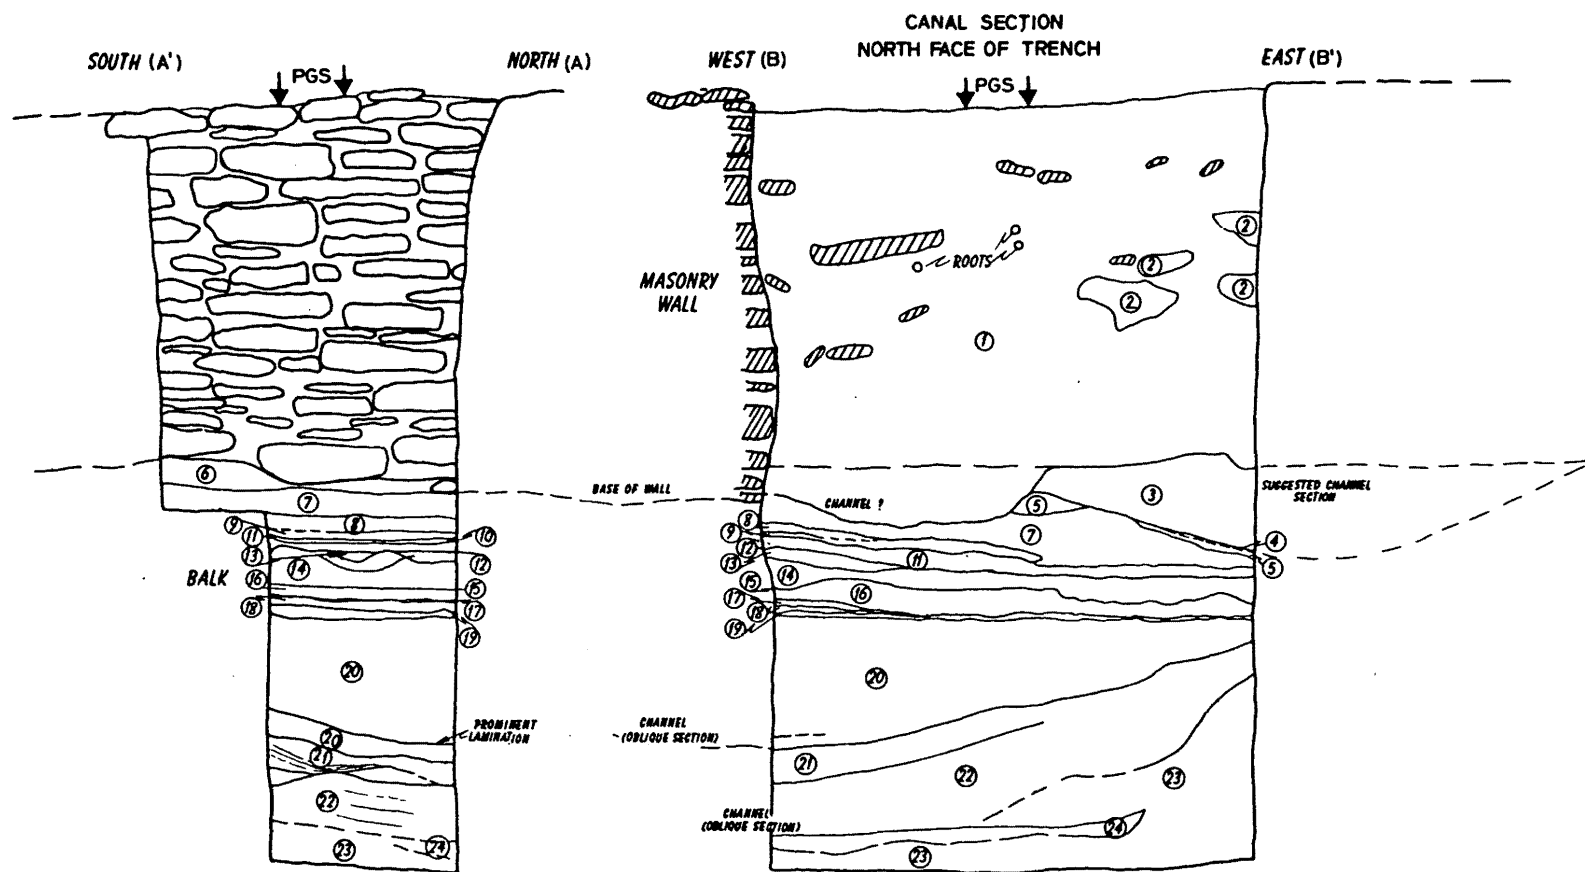 CANAL SECTION
NORTH FACE OF TRENCH
SOUTH (A')
PGS
NORTH (A)
WEST (B)
PGS
EAST (B')
2
ROOTS
2
MASONRY
WALL
2
2
1
6
BASE OF WALL
3
SUGGESTED CHANNEL
SECTION
7
CHANNEL ?
5
9
8
10
8
7
4
11
9
13
12
12
11
5
14
13
14
BALK
16
15
15
16
18
17
17
18
19
19
20
20
PROMINENT
LAMINATION
CHANNEL
(OBLIQUE SECTION)
20
21
21
22
23
22
CHANNEL
(OBLIQUE SECTION)
24
23
24
23